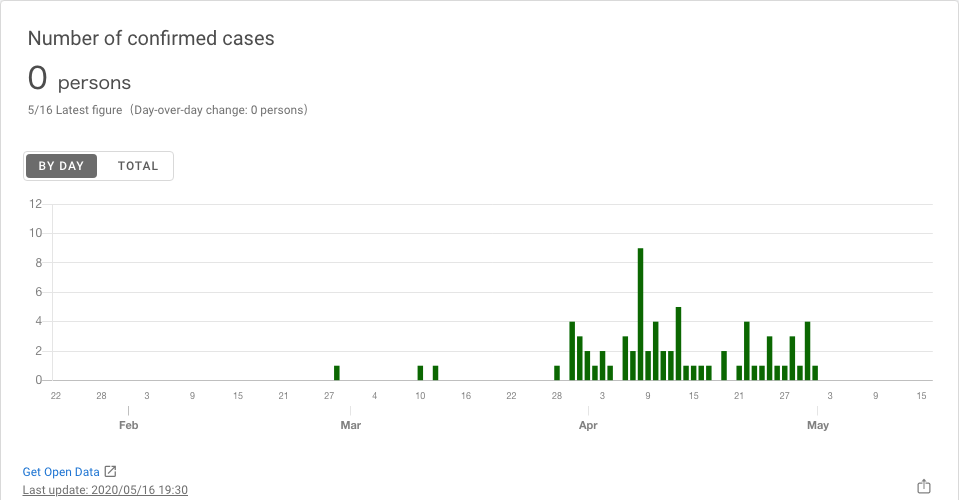 Number of confirmed cases
0 persons
5/16 Latest figure（Day-over-day change: 0 persons）
BY DAY TOTAL
12
10
8
6
4
2
0
22 28 3 9 15 21 27 4 10 16 22 28 3 9 15 21 27 3 9 15
Feb Mar Apr May
Get Open Data
Last update: 2020/05/16 19:30